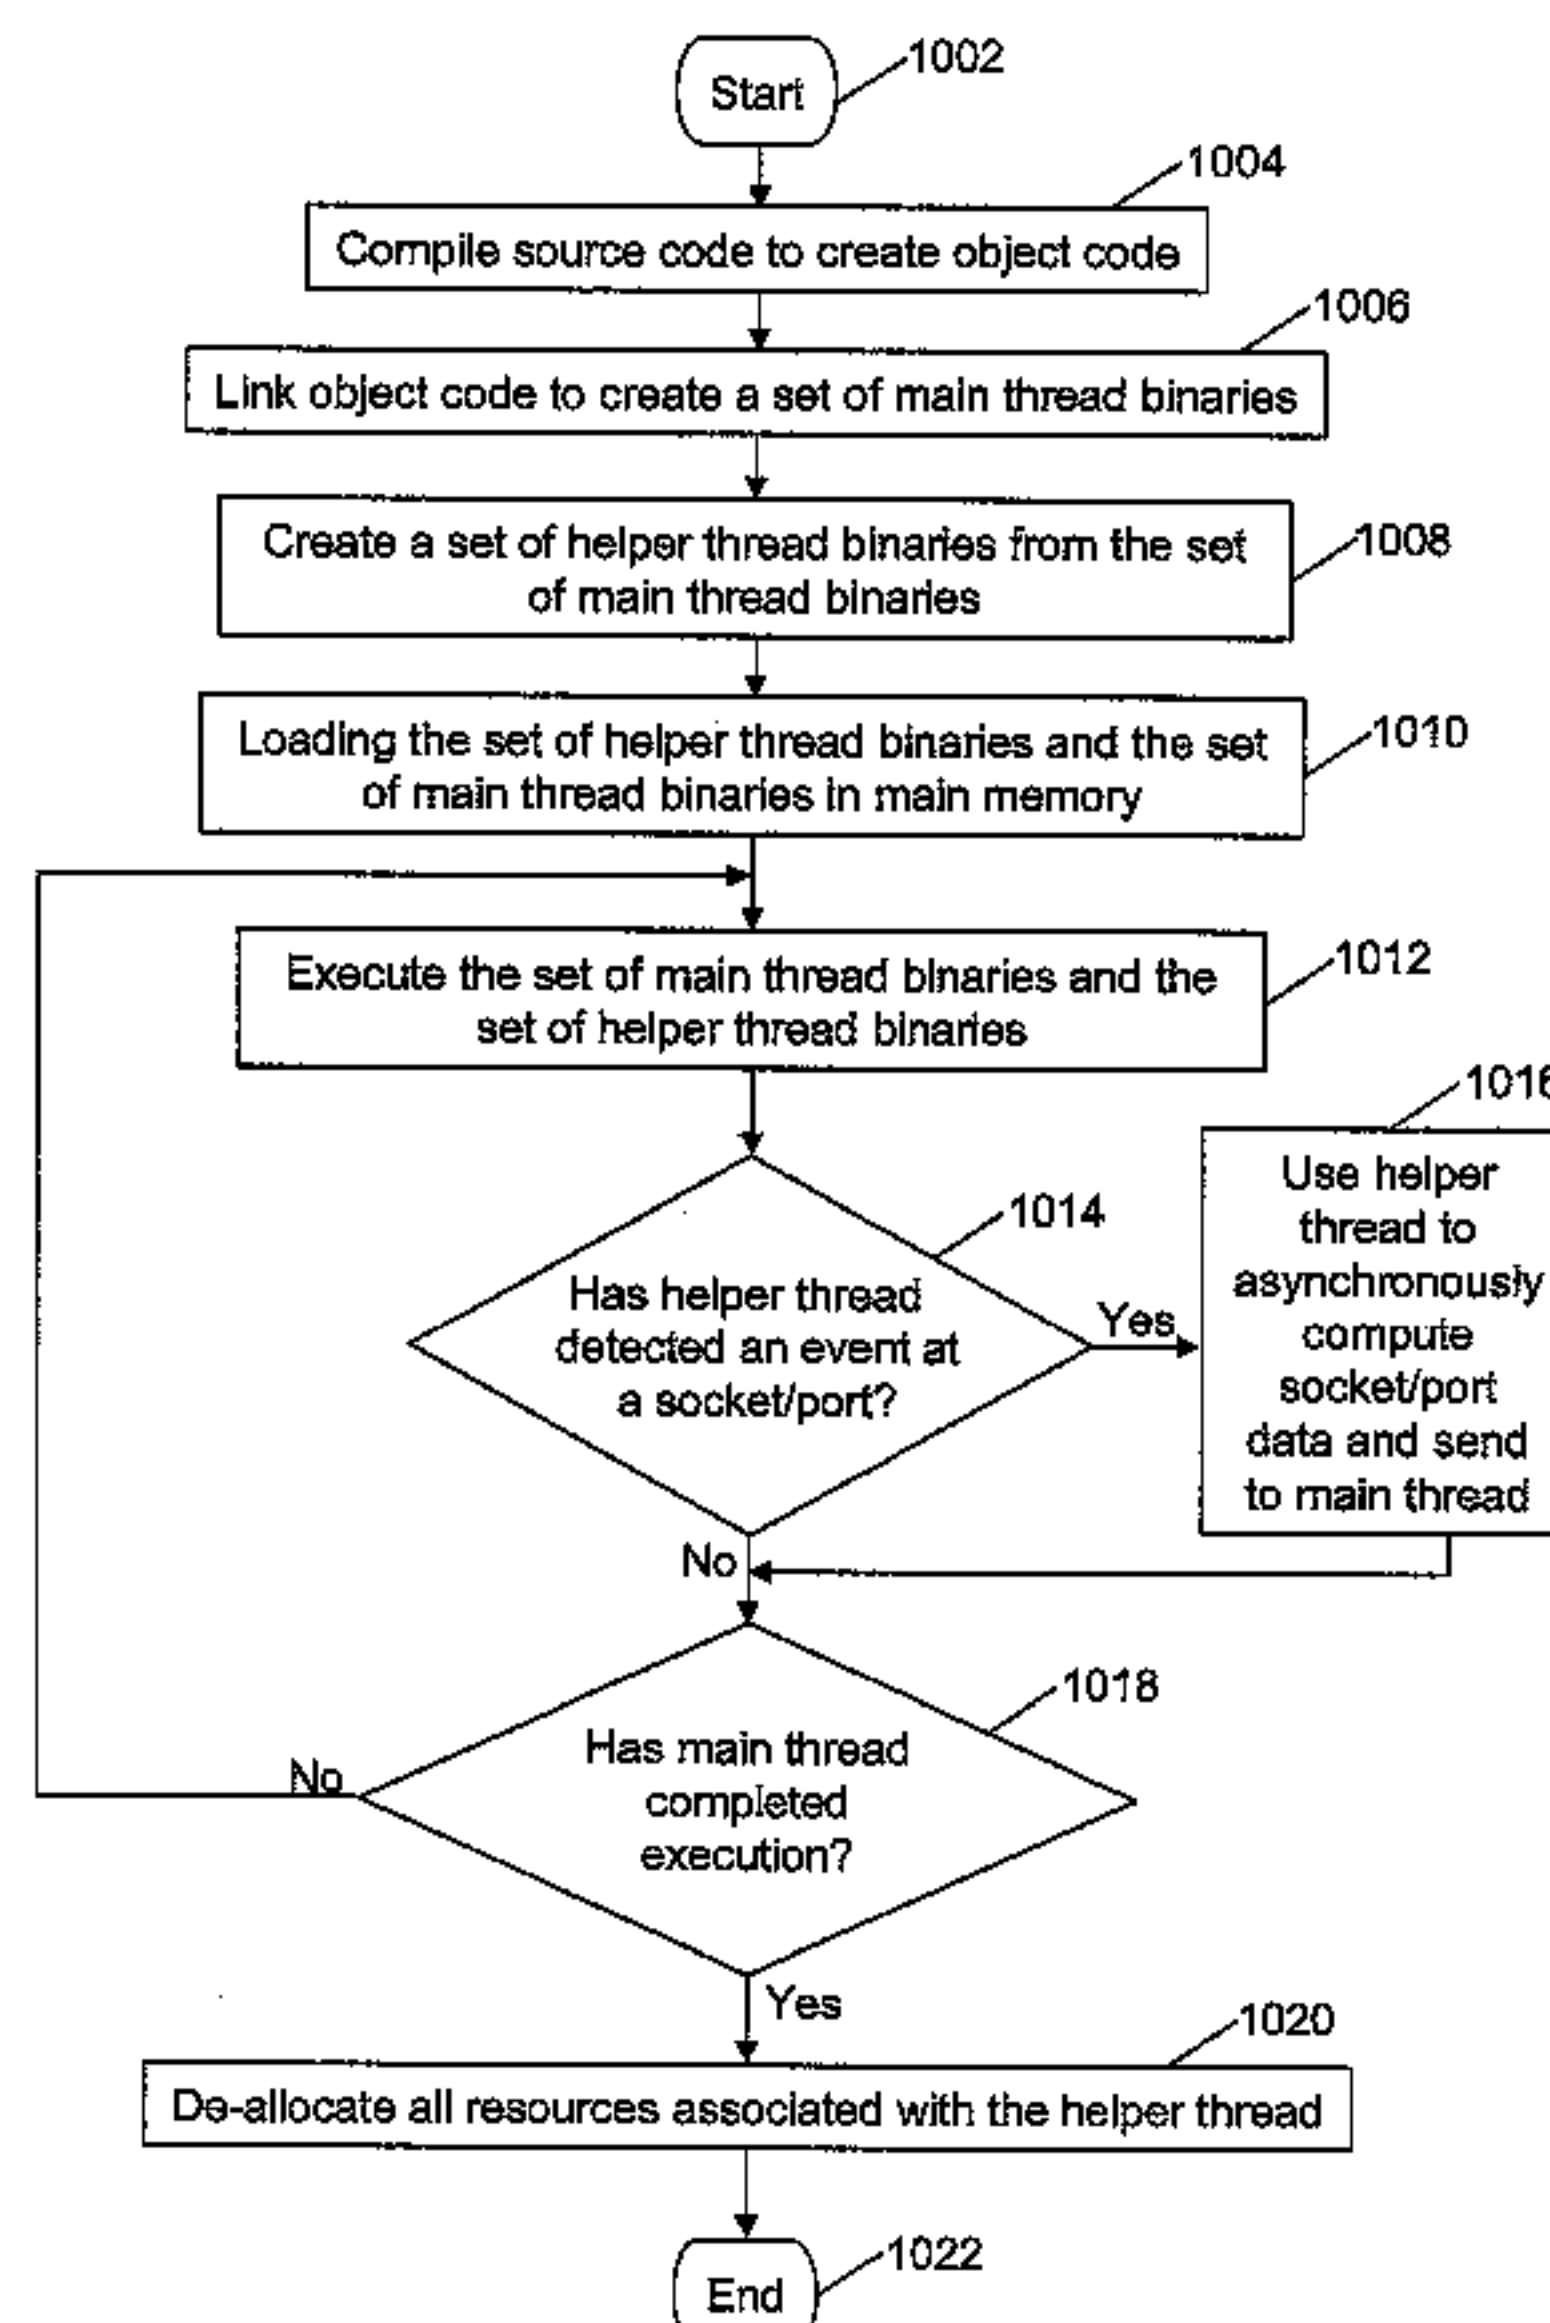 Start
1002
1004
Compile source code to create object code
1006
Link object code to create a set of main thread binaries
Create a set of helper thread binaries from the set
of main thread binaries
1008
Loading the set of helper thread binaries and the set
of main thread binaries in main memory
1010
Execute the set of main thread binaries and the
set of helper thread binaries
1012
1016
Use helper
thread to
asynchronously
compute
socket/port
data and send
to main thread
1014
Has helper thread
detected an event at
a socket/port?
Yes
No
1018
Has main thread
completed
execution?
No
Yes
1020
De-allocate all resources associated with the helper thread
1022
End